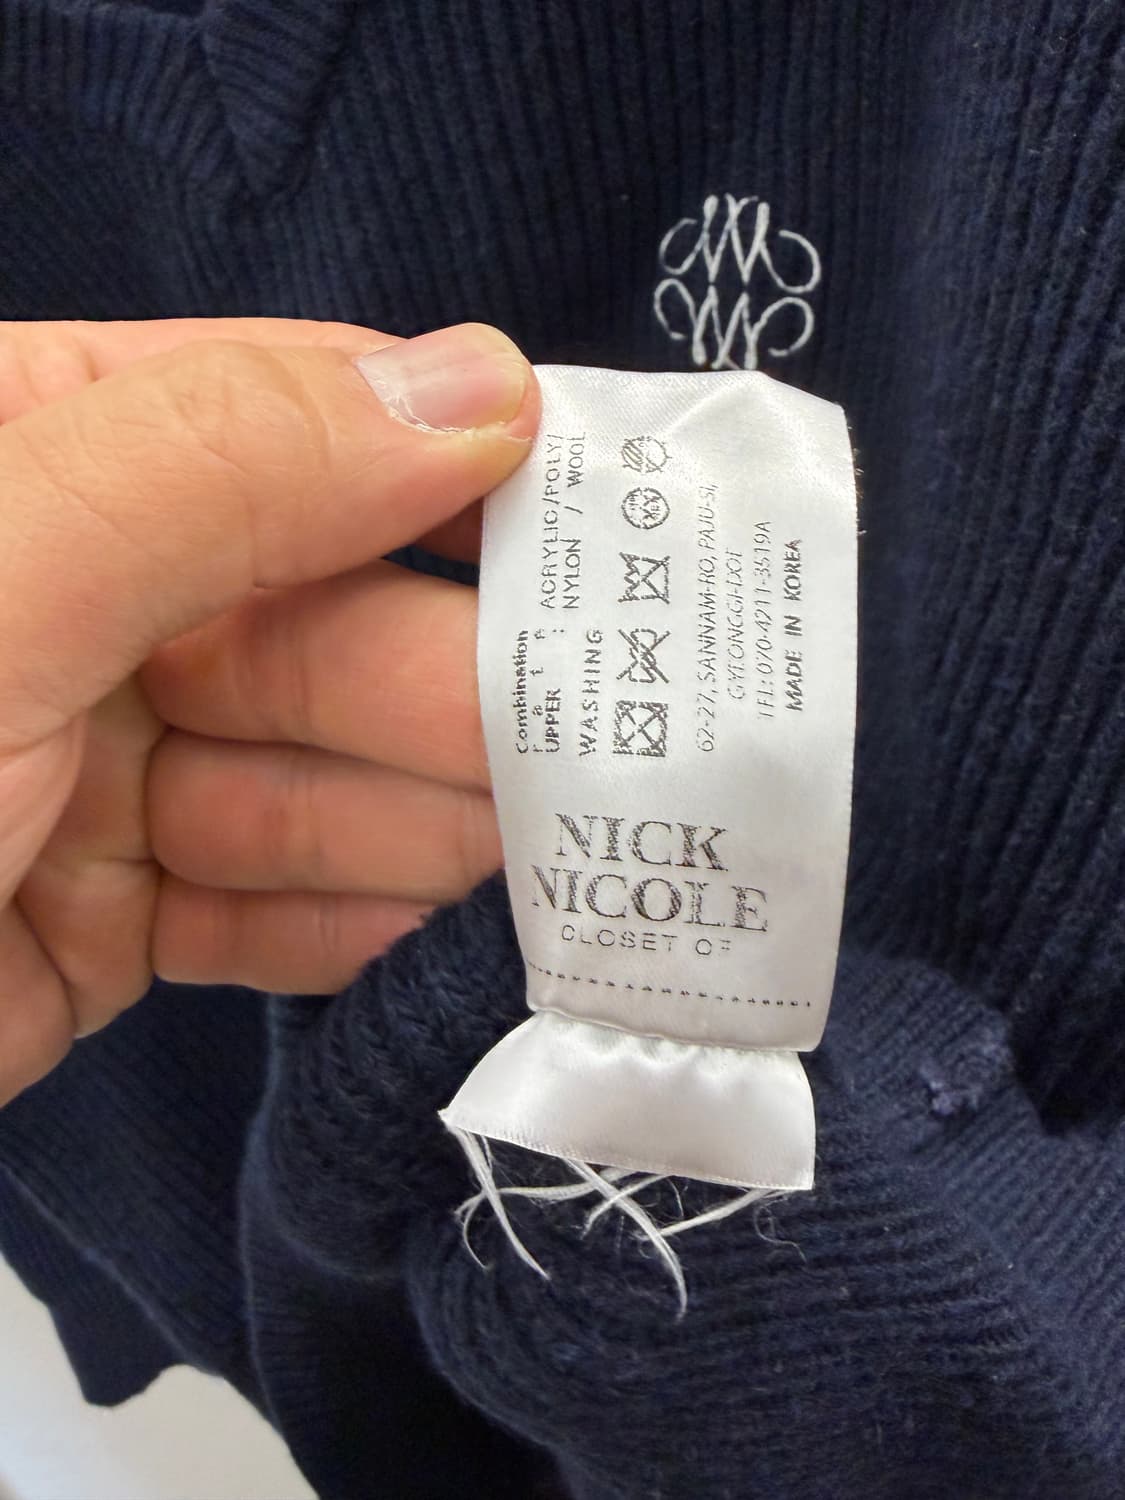 NICK
NICOLE
CLOSET OF
Combination
rate
UPPER : ACRYLIC/POLY/
NYLON / WOOL
WASHING
62-27, SANNAM-RO, PAJU-SI,
GYEONGGI-DO
TEL: 070-4211-3519A
MADE IN KOREA